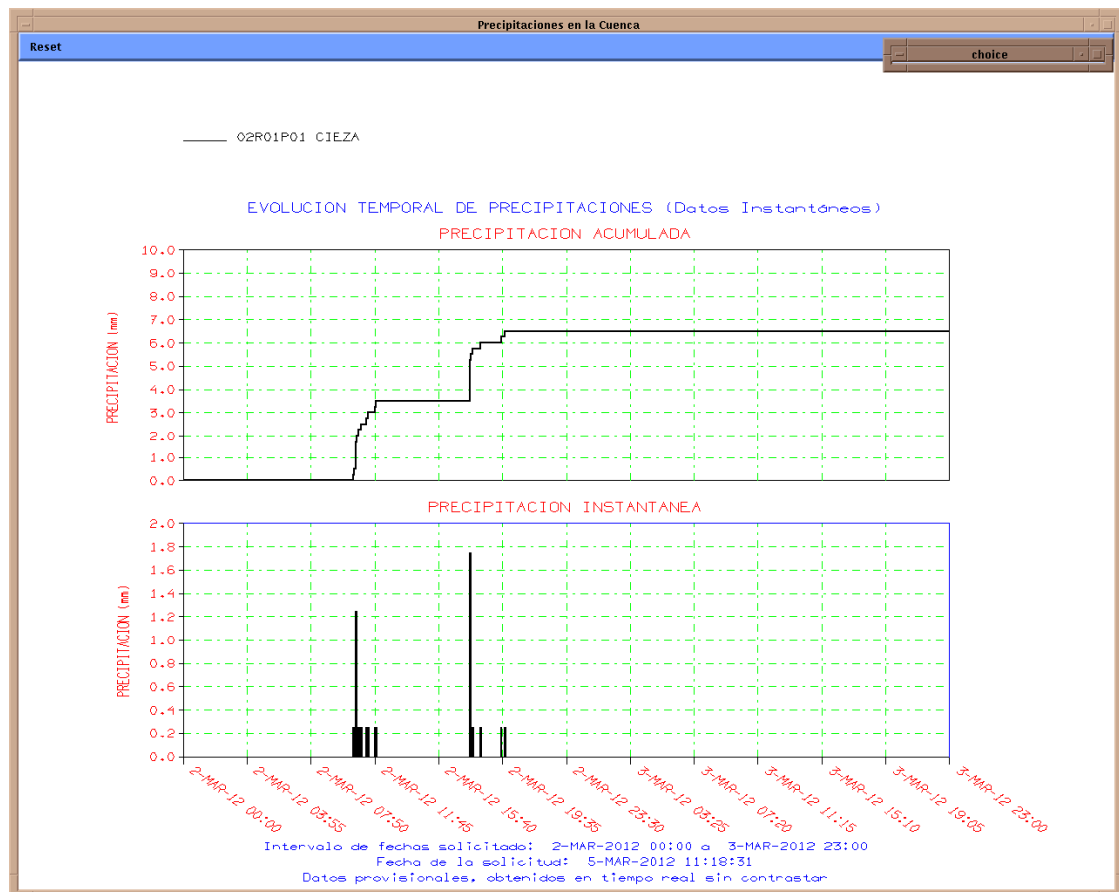 Precipitaciones en la Cuenca
Reset
choice
02R01P01 CIEZA
EVOLUCION TEMPORAL DE PRECIPITACIONES (Datos Instantáneos)
PRECIPITACION ACUMULADA
10.0
9.0
8.0
7.0
6.0
5.0
4.0
3.0
2.0
1.0
0.0
PRECIPITACION (mm)
PRECIPITACION INSTANTANEA
2.0
1.8
1.6
1.4
1.2
1.0
0.8
0.6
0.4
0.2
0.0
PRECIPITACION (mm)
2-MAR-12 00:00
2-MAR-12 03:55
2-MAR-12 07:50
2-MAR-12 11:45
2-MAR-12 15:40
2-MAR-12 19:35
2-MAR-12 23:30
3-MAR-12 03:25
3-MAR-12 07:20
3-MAR-12 11:15
3-MAR-12 15:10
3-MAR-12 19:05
3-MAR-12 23:00
Intervalo de fechas solicitado: 2-MAR-2012 00:00 a 3-MAR-2012 23:00
Fecha de la solicitud: 5-MAR-2012 11:18:31
Datos provisionales, obtenidos en tiempo real sin contrastar